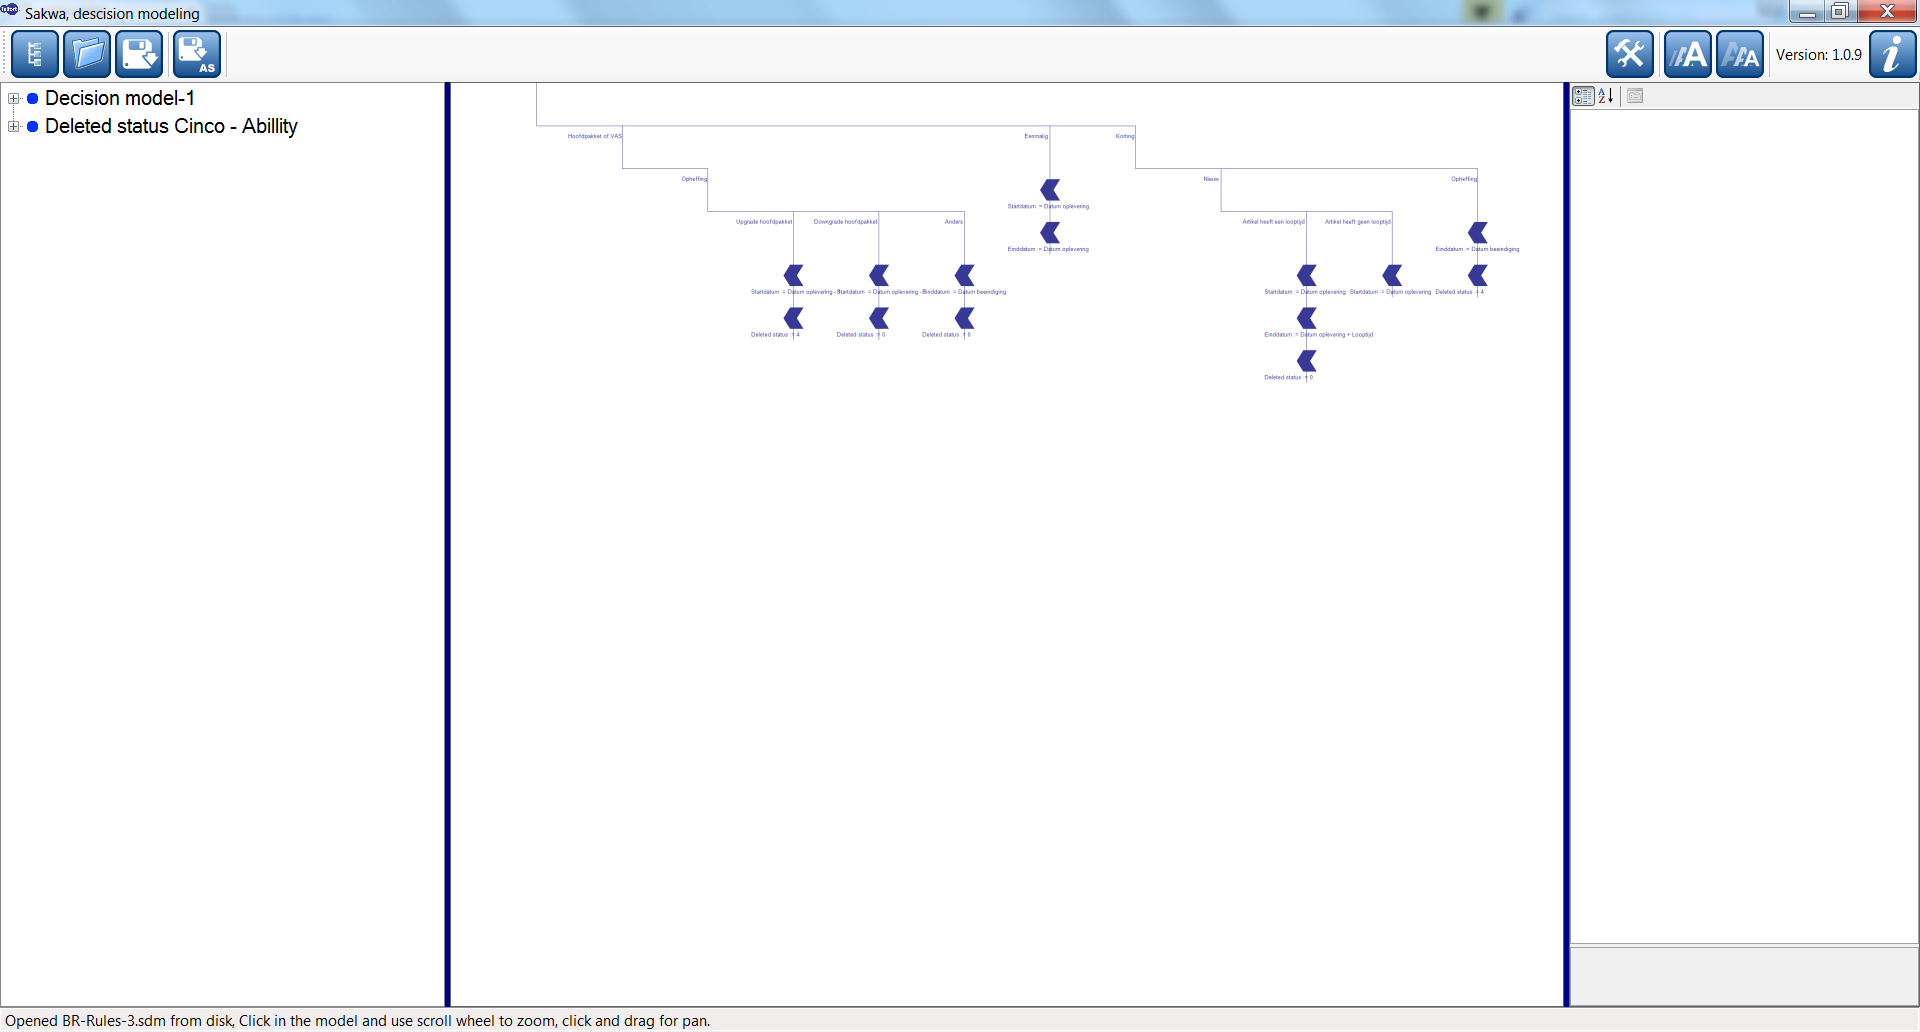 Sakwa, descision modeling
AS
AA
AAA
Version: 1.0.9
i
Decision model-1
Deleted status Cinco - Abillity
A
Z
Hoofdpakket of VAS
Eenmalig
Korting
Opheffing
Nieuw
Opheffing
Upgrade hoofdpakket
Downgrade hoofdpakket
Anders
Artikel heeft een looptijd
Artikel heeft geen looptijd
Startdatum := Datum oplevering
Einddatum := Datum oplevering
Einddatum := Datum beeindiging
Startdatum := Datum oplevering -
Startdatum := Datum oplevering -
Einddatum := Datum beeindiging
Startdatum := Datum oplevering
Startdatum := Datum oplevering
Deleted status := 4
Deleted status := 4
Deleted status := 0
Deleted status := 0
Einddatum := Datum oplevering + Looptijd
Deleted status := 0
Opened BR-Rules-3.sdm from disk, Click in the model and use scroll wheel to zoom, click and drag for pan.